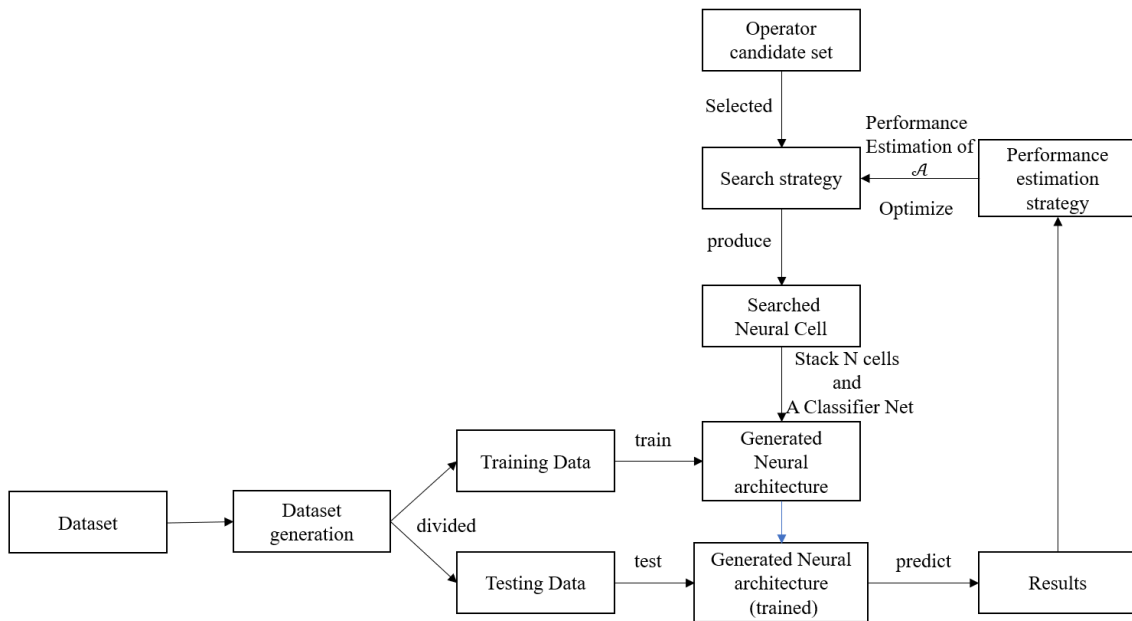 Operator
candidate set
Selected
Performance
Estimation of
𝒜
Search strategy
Performance
estimation
strategy
Optimize
produce
Searched
Neural Cell
Stack N cells
and
A Classifier Net
Training Data
train
Generated
Neural
architecture
Dataset
Dataset
generation
divided
Testing Data
test
Generated Neural
architecture
(trained)
predict
Results